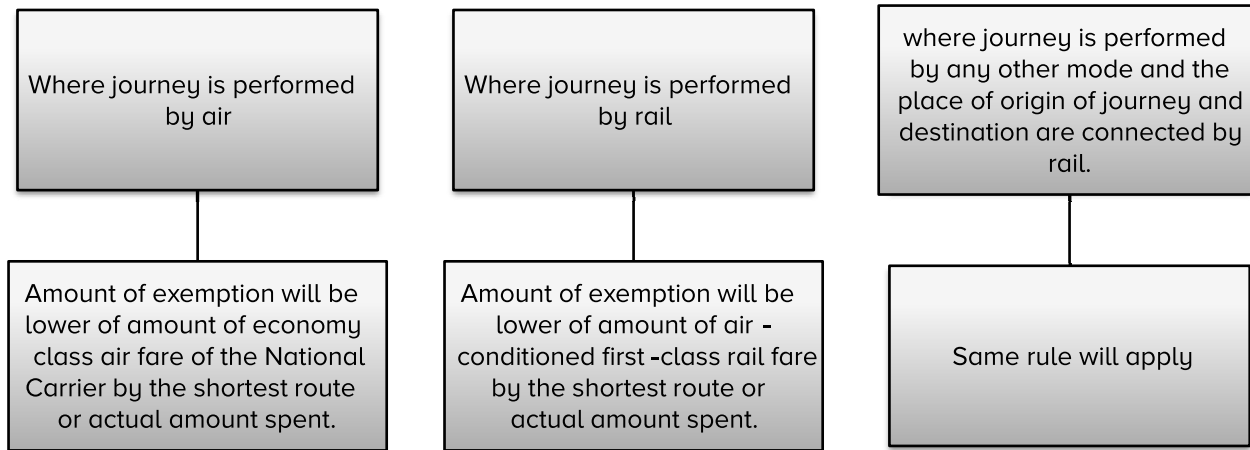 Where journey is performed
by air
Amount of exemption will be
lower of amount of economy
class air fare of the National
Carrier by the shortest route
or actual amount spent.
Where journey is performed
by rail
Amount of exemption will be
lower of amount of air -
conditioned first -class rail fare
by the shortest route or
actual amount spent.
where journey is performed
by any other mode and the
place of origin of journey and
destination are connected by
rail.
Same rule will apply